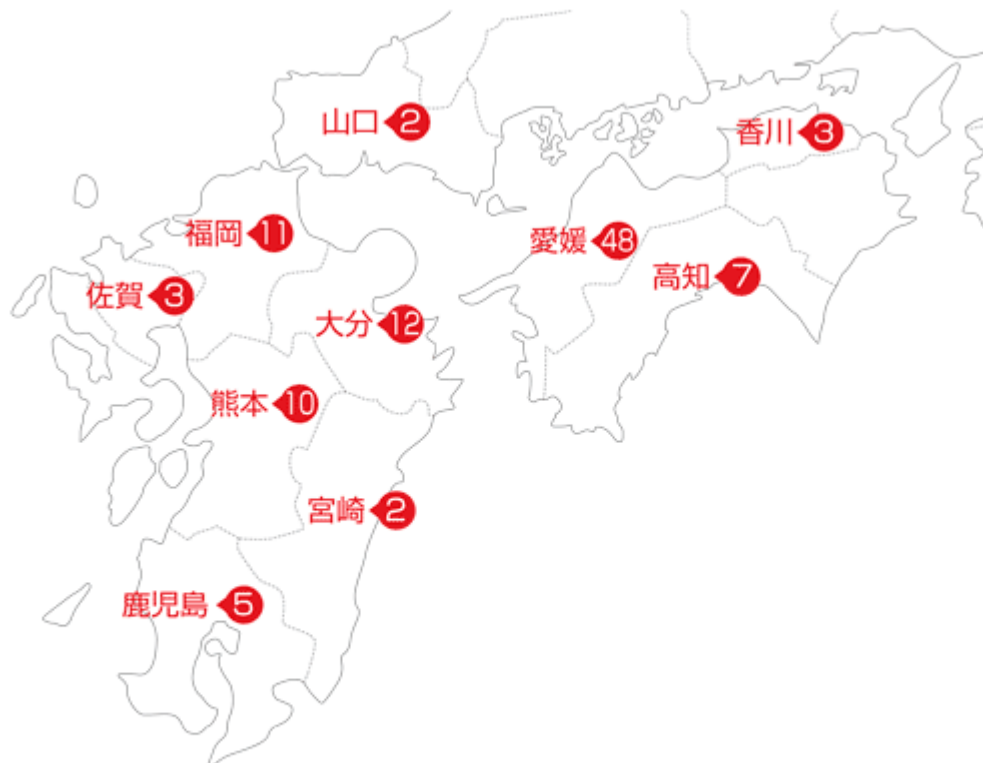 山口 2
香川 3
福岡 11
愛媛 48
高知 7
佐賀 3
大分 12
熊本 10
宮崎 2
鹿児島 5